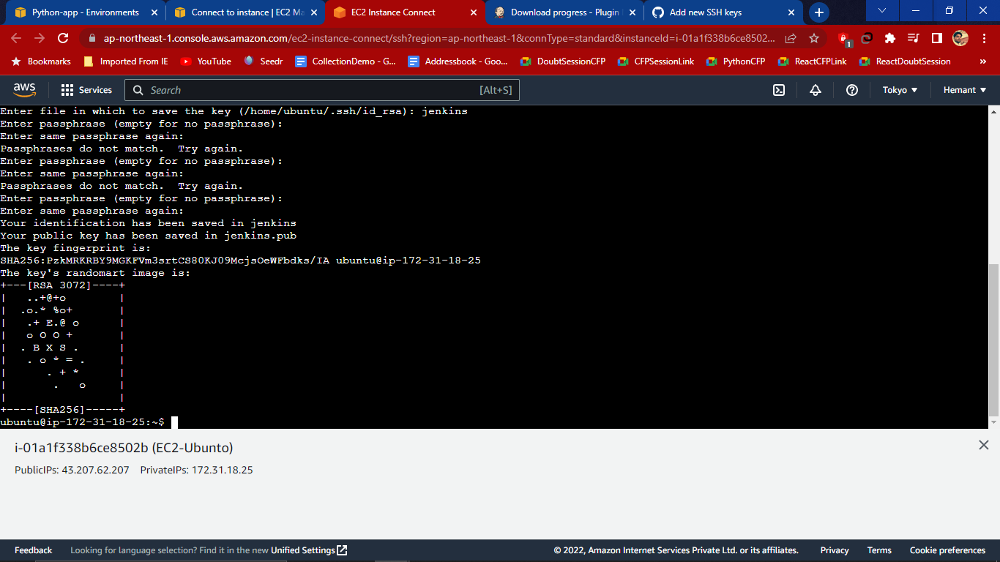 Python-app - Environments
Connect to instance | EC2 Ma
EC2 Instance Connect
Download progress - Plugin
Add new SSH keys
ap-northeast-1.console.aws.amazon.com/ec2-instance-connect/ssh?region=ap-northeast-1&connType=standard&instanceId=i-01a1f338b6ce8502...
1
Bookmarks
Imported From IE
YouTube
Seedr
CollectionDemo - G...
Addressbook - Goo...
DoubtSessionCFP
CFPSessionLink
PythonCFP
ReactCFPLink
ReactDoubtSession
»
aws
Services
Search
[Alt+S]
Tokyo
Hemant
Enter file in which to save the key (/home/ubuntu/.ssh/id_rsa): jenkins
Enter passphrase (empty for no passphrase):
Enter same passphrase again:
Passphrases do not match.  Try again.
Enter passphrase (empty for no passphrase):
Enter same passphrase again:
Passphrases do not match.  Try again.
Enter passphrase (empty for no passphrase):
Enter same passphrase again:
Your identification has been saved in jenkins
Your public key has been saved in jenkins.pub
The key fingerprint is:
SHA256:PzkMRKRBY9MGKFVm3srtCS80KJ09McjsOeWFbdks/IA ubuntu@ip-172-31-18-25
The key's randomart image is:
+---[RSA 3072]----+
|   ..+@+o        |
|  .o.* %o+       |
|   .+ E.@ o      |
|   o O O +       |
|  . B X S .      |
|   . o * = .     |
|      . + *      |
|       .   o     |
|                 |
+----[SHA256]-----+
ubuntu@ip-172-31-18-25:~$
i-01a1f338b6ce8502b (EC2-Ubunto)
PublicIPs: 43.207.62.207 PrivateIPs: 172.31.18.25
Feedback
Looking for language selection? Find it in the new Unified Settings
© 2022, Amazon Internet Services Private Ltd. or its affiliates.
Privacy
Terms
Cookie preferences